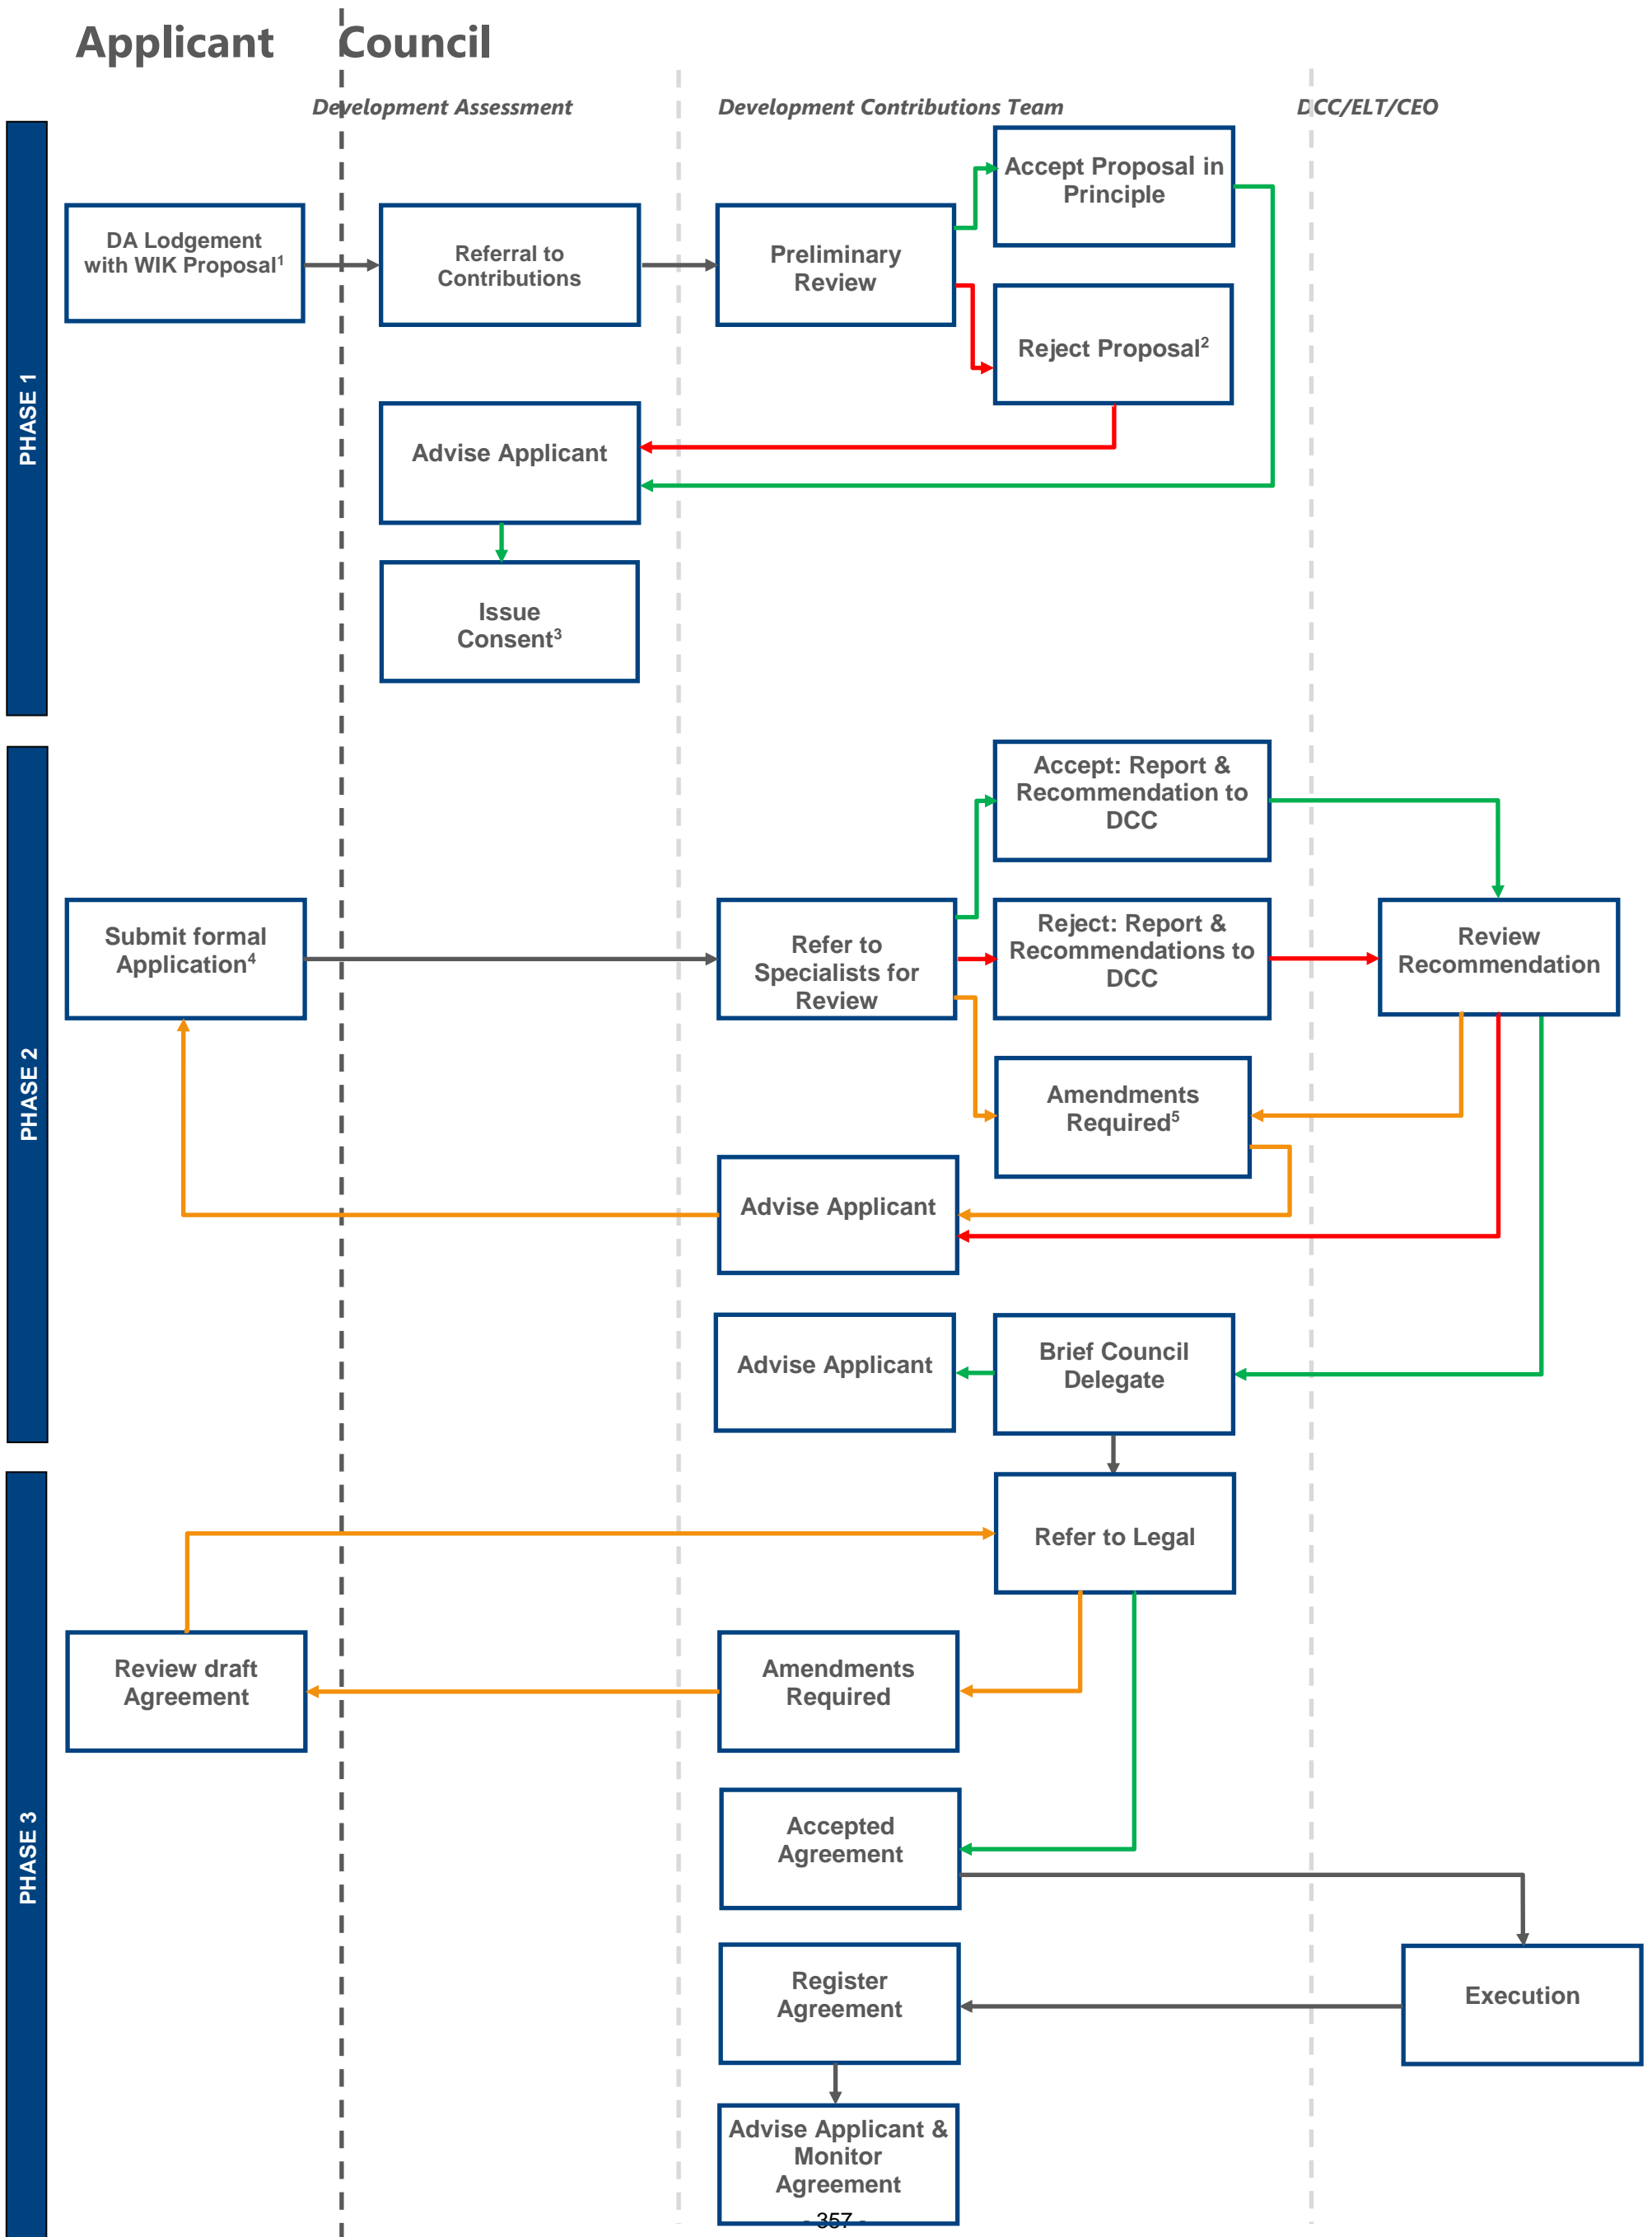 Applicant Council
Development Assessment Development Contributions Team DCC/ELT/CEO
PHASE 1
DA Lodgement
with WIK Proposal¹
Referral to
Contributions
Preliminary
Review
Accept Proposal in
Principle
Reject Proposal²
Advise Applicant
Issue
Consent³
PHASE 2
Submit formal
Application⁴
Refer to
Specialists for
Review
Accept: Report &
Recommendation to
DCC
Reject: Report &
Recommendations to
DCC
Review
Recommendation
Amendments
Required⁵
Advise Applicant
Advise Applicant
Brief Council
Delegate
PHASE 3
Refer to Legal
Review draft
Agreement
Amendments
Required
Accepted
Agreement
Register
Agreement
Execution
Advise Applicant &
Monitor
Agreement
- 357 -